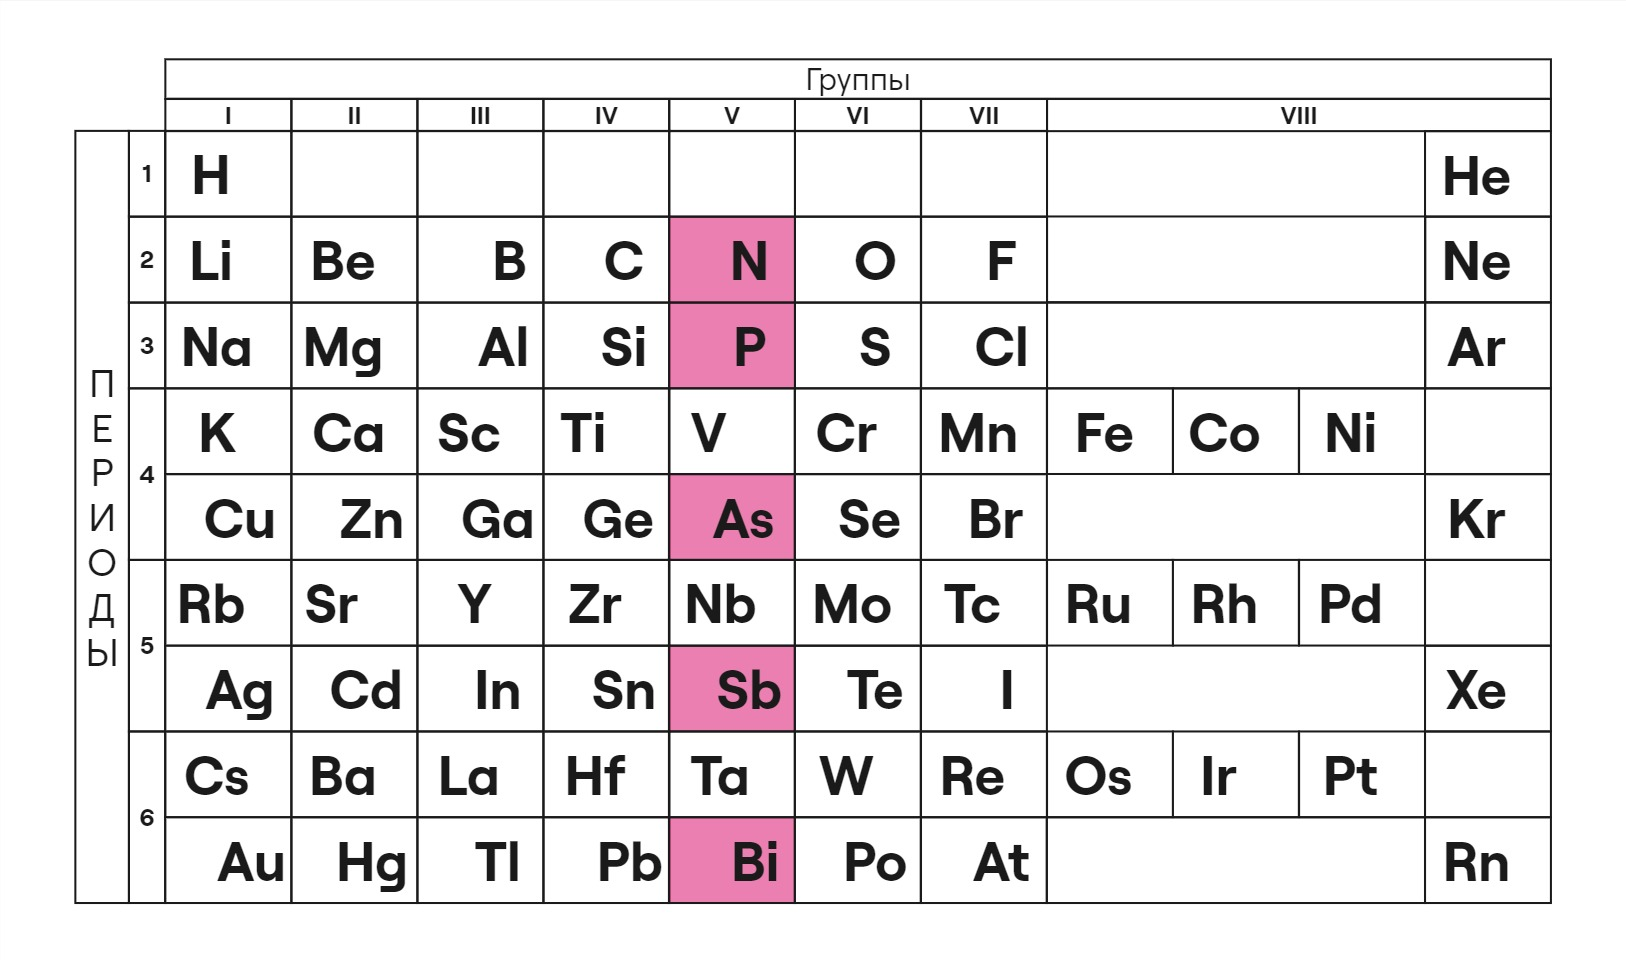 Группы
I II III IV V VI VII VIII
ПЕРИОДЫ
1 H He
2 Li Be B C N O F Ne
3 Na Mg Al Si P S Cl Ar
4
K Ca Sc Ti V Cr Mn Fe Co Ni
Cu Zn Ga Ge As Se Br Kr
5
Rb Sr Y Zr Nb Mo Tc Ru Rh Pd
Ag Cd In Sn Sb Te I Xe
6
Cs Ba La Hf Ta W Re Os Ir Pt
Au Hg Tl Pb Bi Po At Rn